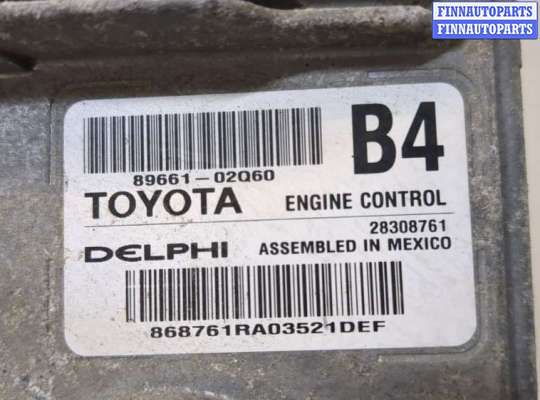 FINNAUTOPARTS
FINNAUTOPARTS
B4
89661-02Q60
TOYOTA ENGINE CONTROL
28308761
DELPHI ASSEMBLED IN MEXICO
868761RA03521DEF